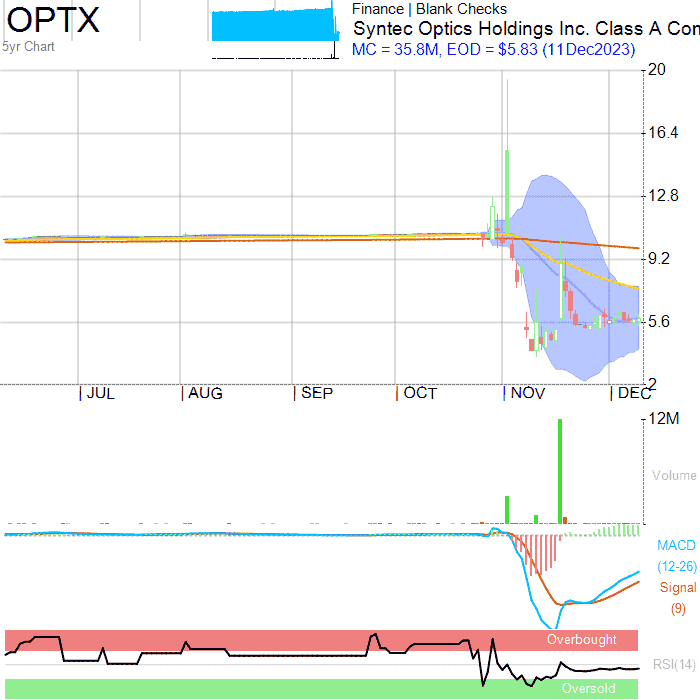 OPTX
5yr Chart
Finance | Blank Checks
Syntec Optics Holdings Inc. Class A Con
MC = 35.8M, EOD = $5.83 (11Dec2023)
20
16.4
12.8
9.2
5.6
2
| JUL | AUG | SEP | OCT | NOV | DEC
12M
Volume
MACD
(12-26)
Signal
(9)
Overbought
RSI(14)
Oversold